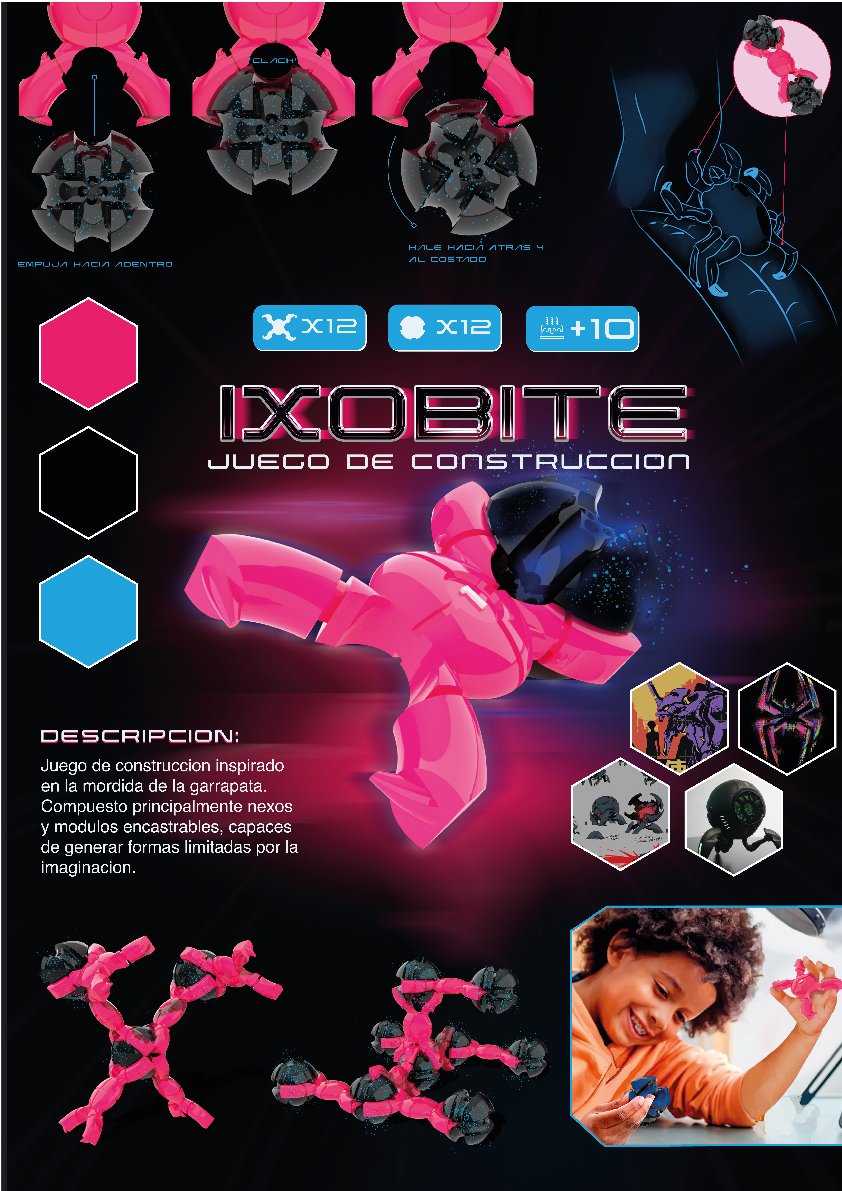 CLACK!
EMPUJA HACIA ADENTRO
HALE HACIA ATRAS Y
AL COSTADO
X12
X12
+10
IXOBITE
JUEGO DE CONSTRUCCION
DESCRIPCION:
Juego de construccion inspirado
en la mordida de la garrapata.
Compuesto principalmente nexos
y modulos encastrables, capaces
de generar formas limitadas por la
imaginacion.